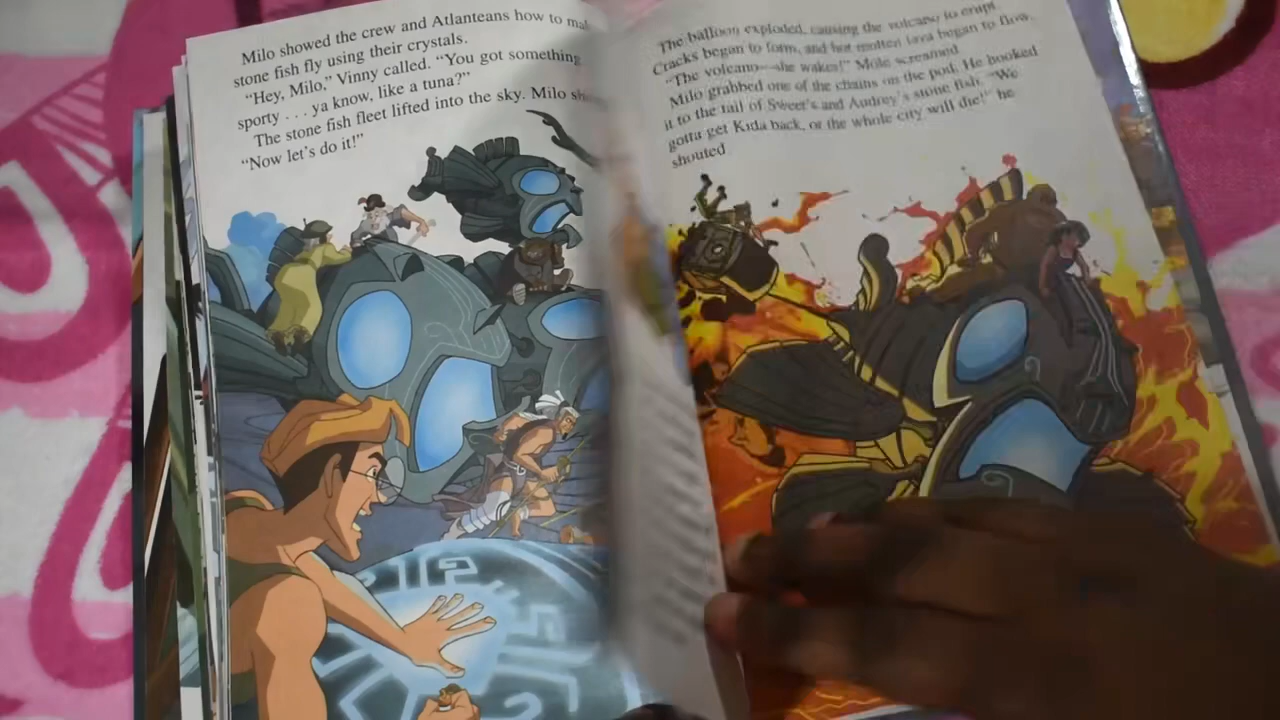 Milo showed the crew and Atlanteans how to
stone fish fly using their crystals.
"Hey, Milo," Vinny called. "You got something
sporty . . . ya know, like a tuna?"
The stone fish fleet lifted into the sky. Milo
"Now let's do it!"
The balloon exploded, causing the volcano to erupt.
Cracks began to form, and hot molten lava began to flow.
"The volcano—she wakes!" Mole screamed.
Milo grabbed one of the chains on the pod. He hooked
it to the tail of Sweet's and Audrey's stone fish. "We
gotta get Kida back, or the whole city will die!" he
shouted.